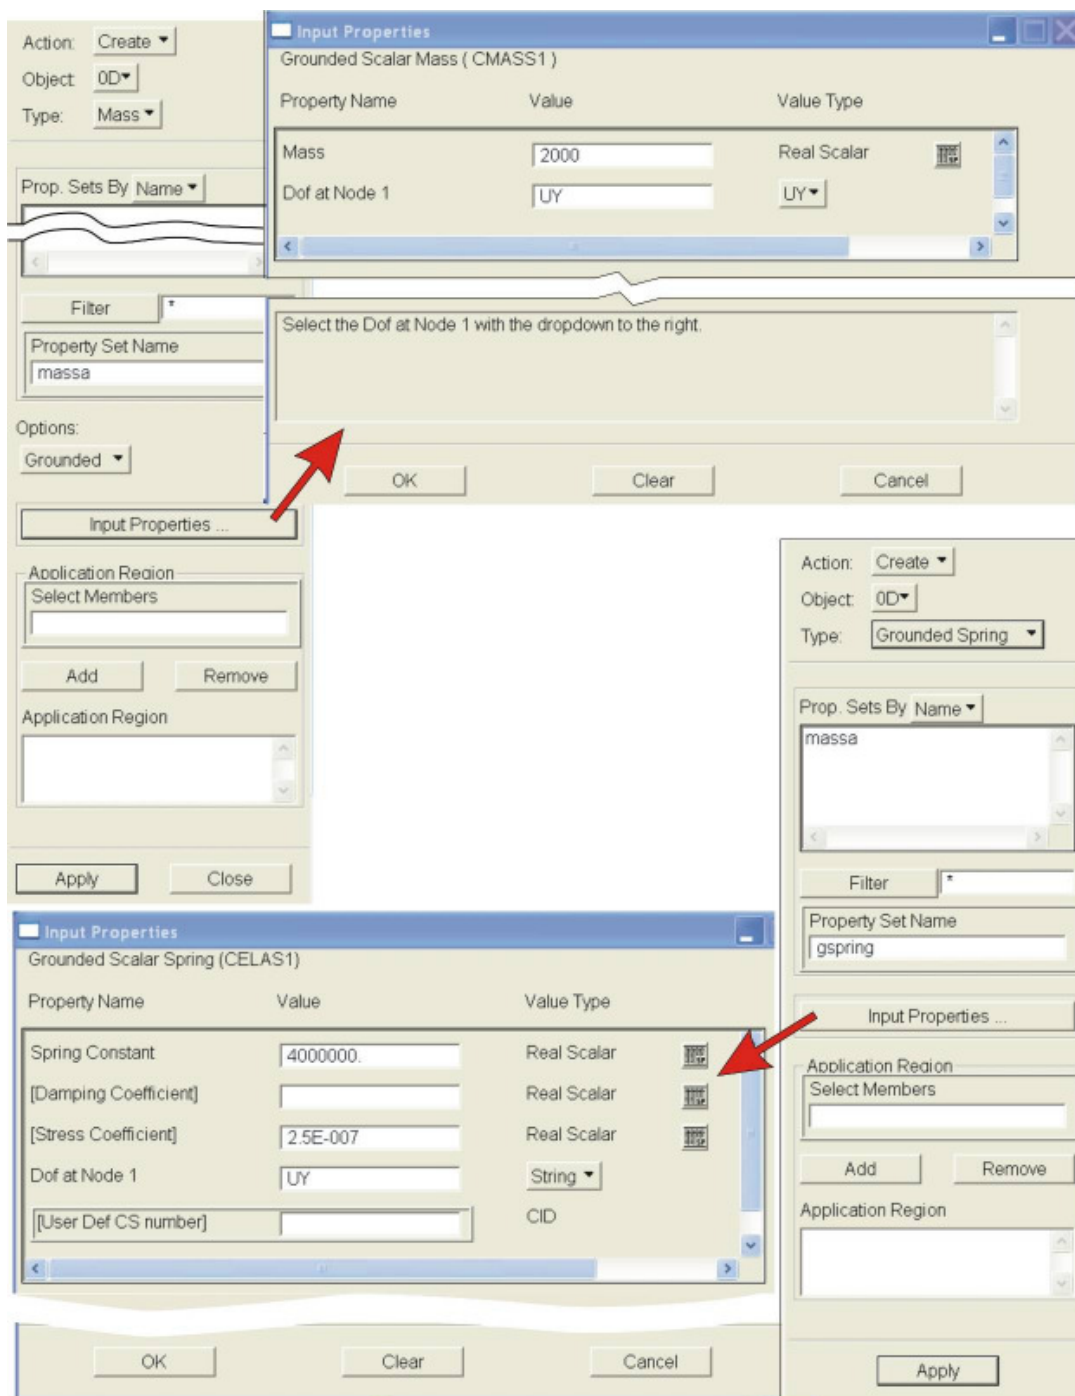 Action: Create
Object: 0D
Type: Mass
Prop. Sets By Name
Filter *
Property Set Name
massa
Options:
Grounded
Input Properties ...
Application Region
Select Members
Add Remove
Application Region
Apply Close
Input Properties
Grounded Scalar Mass ( CMASS1 )
Property Name Value Value Type
Mass 2000 Real Scalar
Dof at Node 1 UY UY
Select the Dof at Node 1 with the dropdown to the right.
OK Clear Cancel
Action: Create
Object: 0D
Type: Grounded Spring
Prop. Sets By Name
massa
Filter *
Property Set Name
gspring
Input Properties ...
Application Region
Select Members
Add Remove
Application Region
Apply
Input Properties
Grounded Scalar Spring (CELAS1)
Property Name Value Value Type
Spring Constant 4000000. Real Scalar
[Damping Coefficient] Real Scalar
[Stress Coefficient] 2.5E-007 Real Scalar
Dof at Node 1 UY String
[User Def CS number] CID
OK Clear Cancel